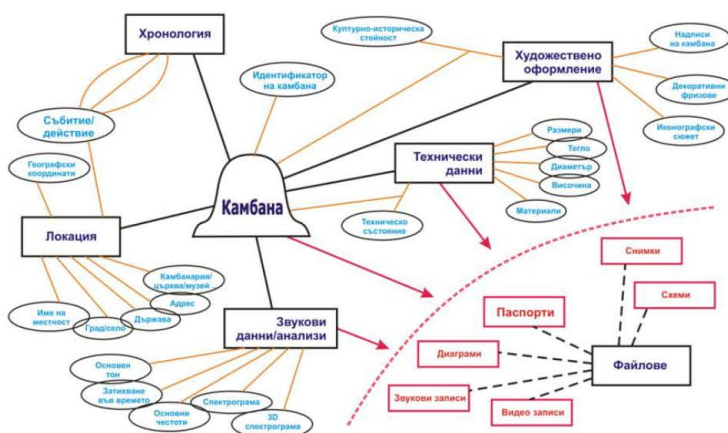 Хронология
Културно-историческа
стойност
Художествено
оформление
Надписи
на камбана
Декоративни
фризове
Иконографски
сюжет
Идентификатор
на камбана
Събитие/
действие
Географски
координати
Технически
данни
Размери
Тегло
Диаметър
Височина
Материали
Техническо
състояние
Камбана
Локация
Камбанария/
църква/музей...
Адрес
Държава
Град/село
Име на
местност
Звукови
данни/анализи
Основен
тон
Затихване
във времето
Основни
честоти
Спектрограма
3D
спектрограма
Снимки
Схеми
Паспорти
Диаграми
Звукови записи
Видео записи
Файлове